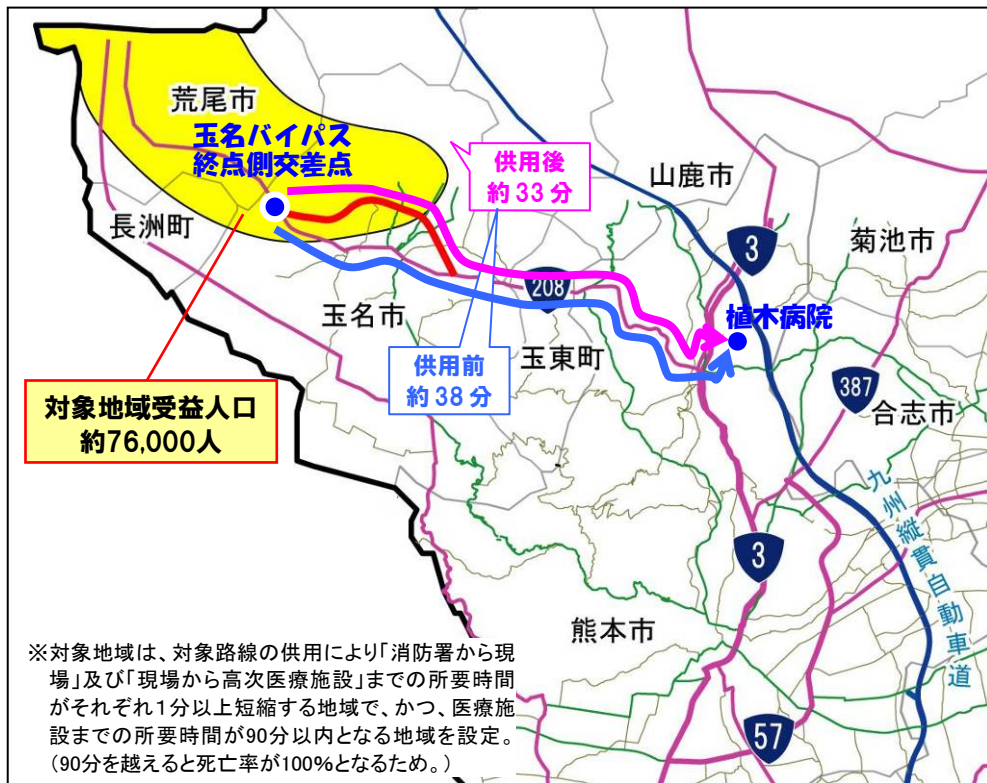 荒尾市
玉名バイパス
終点側交差点
長洲町
供用後
約33分
山鹿市
菊池市
3
208
植木病院
玉名市
玉東町
供用前
約38分
387
合志市
対象地域受益人口
約76,000人
九州縦貫自動車道
3
熊本市
57
※対象地域は、対象路線の供用により「消防署から現
場」及び「現場から高次医療施設」までの所要時間
がそれぞれ1分以上短縮する地域で、かつ、医療施
設までの所要時間が90分以内となる地域を設定。
(90分を越えると死亡率が100%となるため。)